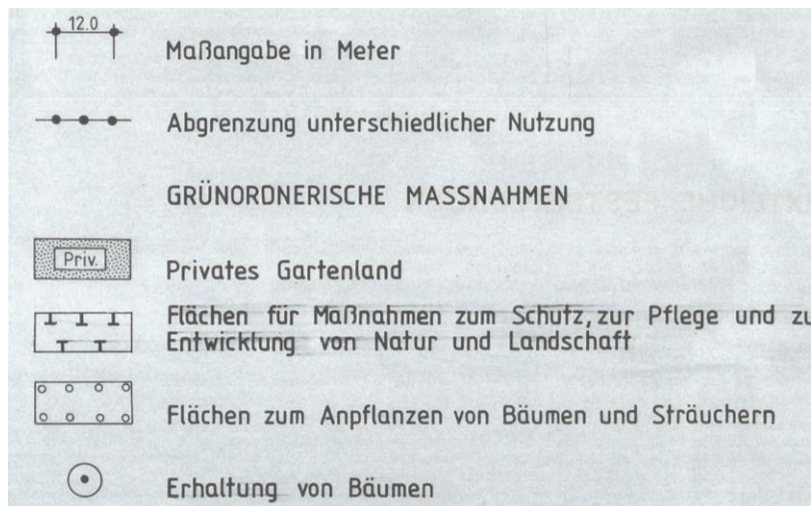 12.0
Maßangabe in Meter
Abgrenzung unterschiedlicher Nutzung
GRÜNORDNERISCHE MASSNAHMEN
Priv.
Privates Gartenland
Flächen für Maßnahmen zum Schutz, zur Pflege und zu
Entwicklung von Natur und Landschaft
Flächen zum Anpflanzen von Bäumen und Sträuchern
Erhaltung von Bäumen